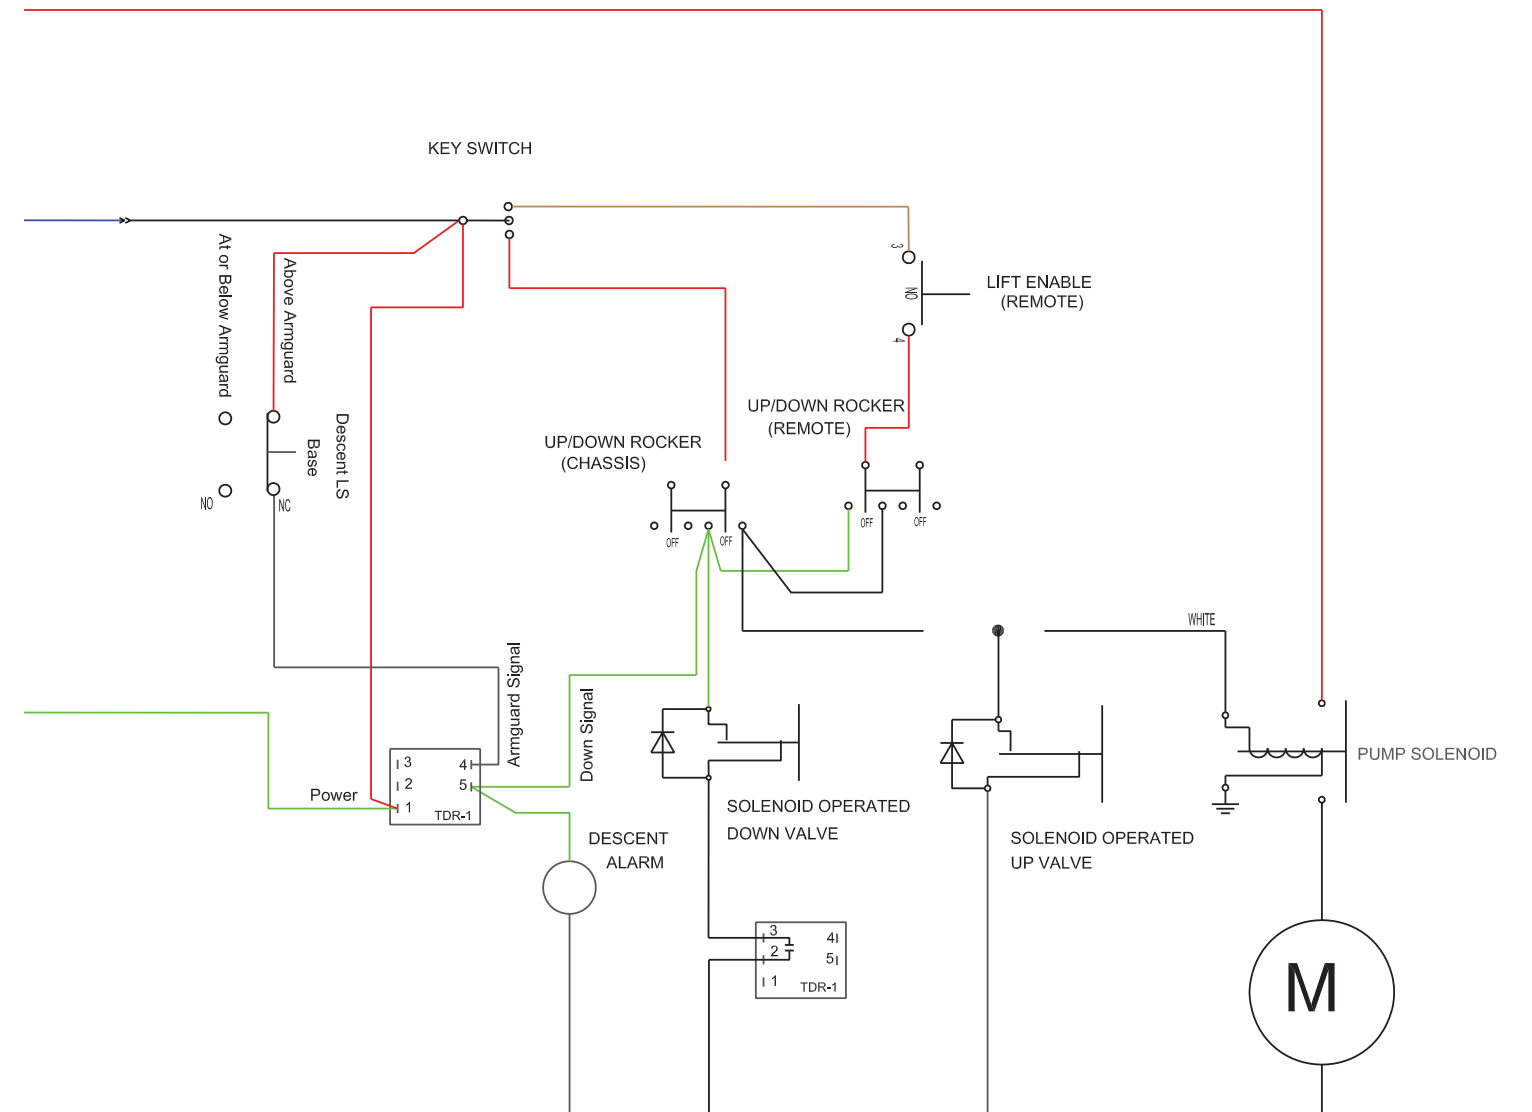 KEY SWITCH
At or Below Armguard
Above Armguard
3
NO
4
LIFT ENABLE
(REMOTE)
UP/DOWN ROCKER
(REMOTE)
UP/DOWN ROCKER
(CHASSIS)
Descent LS
Base
NO
NC
OFF
OFF
OFF
OFF
WHITE
Armguard Signal
Down Signal
PUMP SOLENOID
3
4
2
5
Power
1
TDR-1
SOLENOID OPERATED
DOWN VALVE
DESCENT
ALARM
SOLENOID OPERATED
UP VALVE
3
4
2
5
1
TDR-1
M